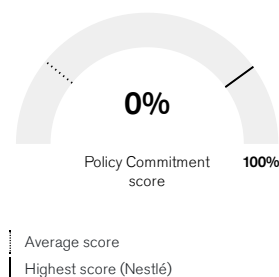 0%
Policy Commitment 100%
score
Average score
Highest score (Nestlé)